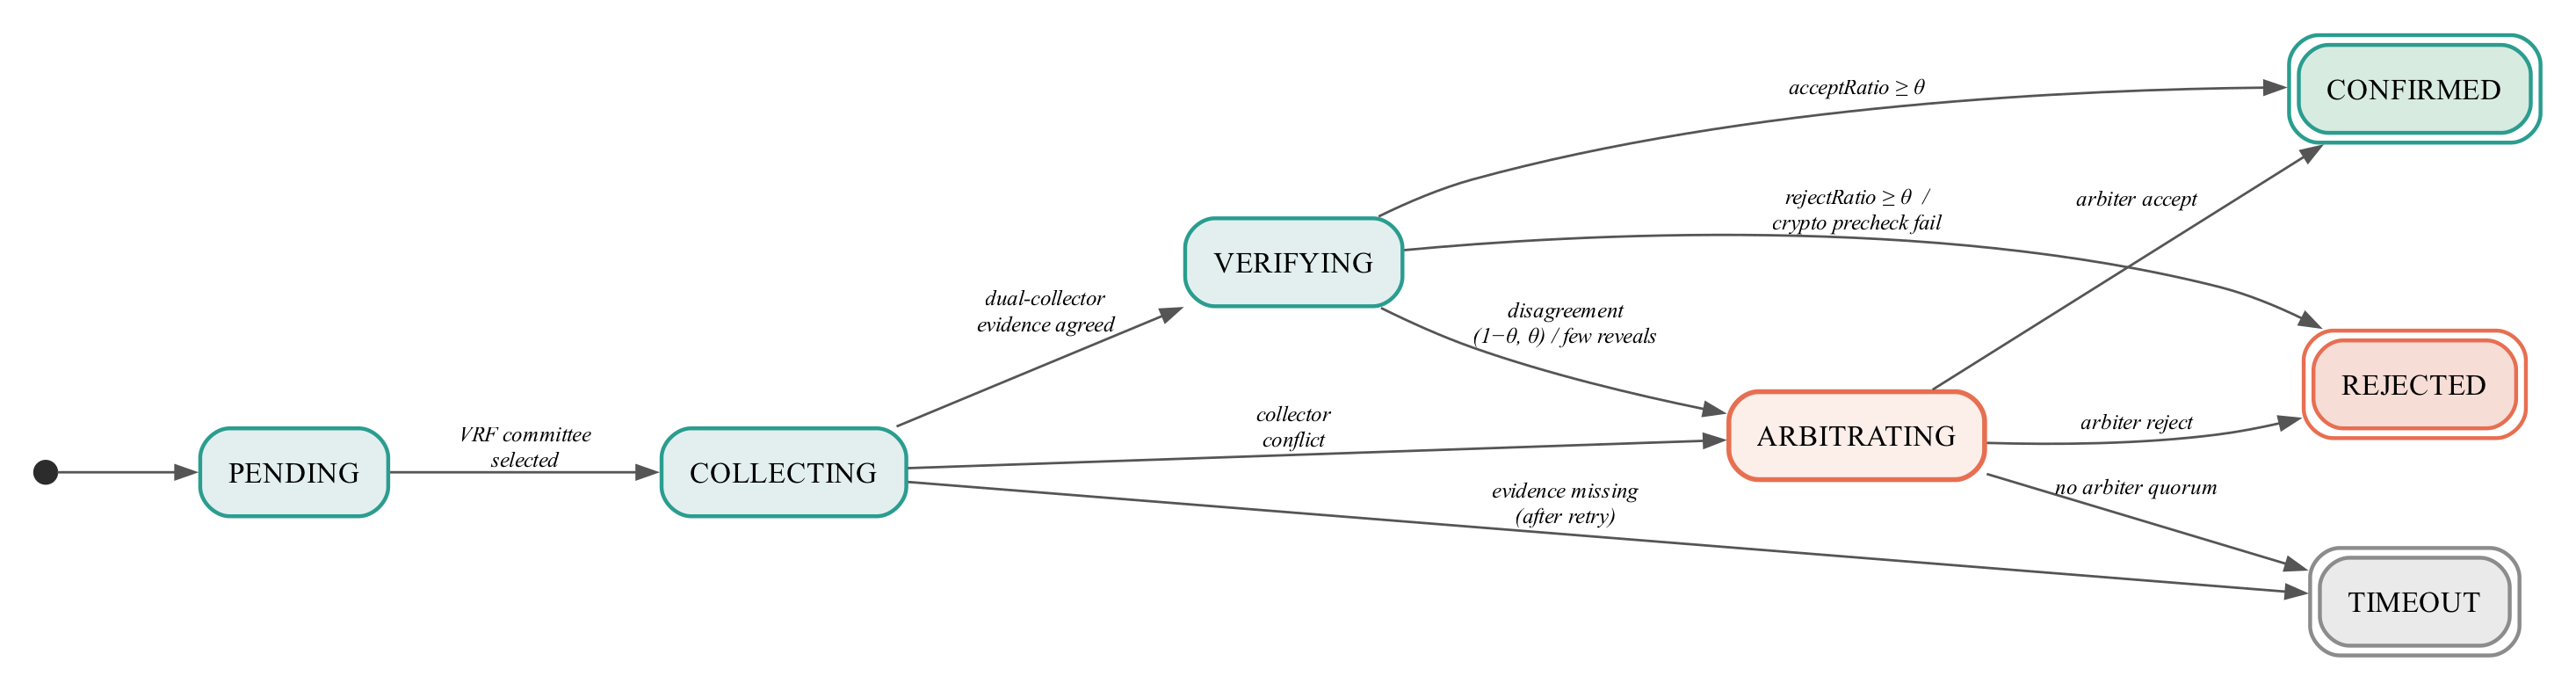 CONFIRMED
acceptRatio ≥ θ
rejectRatio ≥ θ /
crypto precheck fail
arbiter accept
VERIFYING
dual-collector
evidence agreed
disagreement
(1−θ, θ) / few reveals
REJECTED
collector
conflict
ARBITRATING
arbiter reject
VRF committee
selected
PENDING
COLLECTING
evidence missing
(after retry)
no arbiter quorum
TIMEOUT